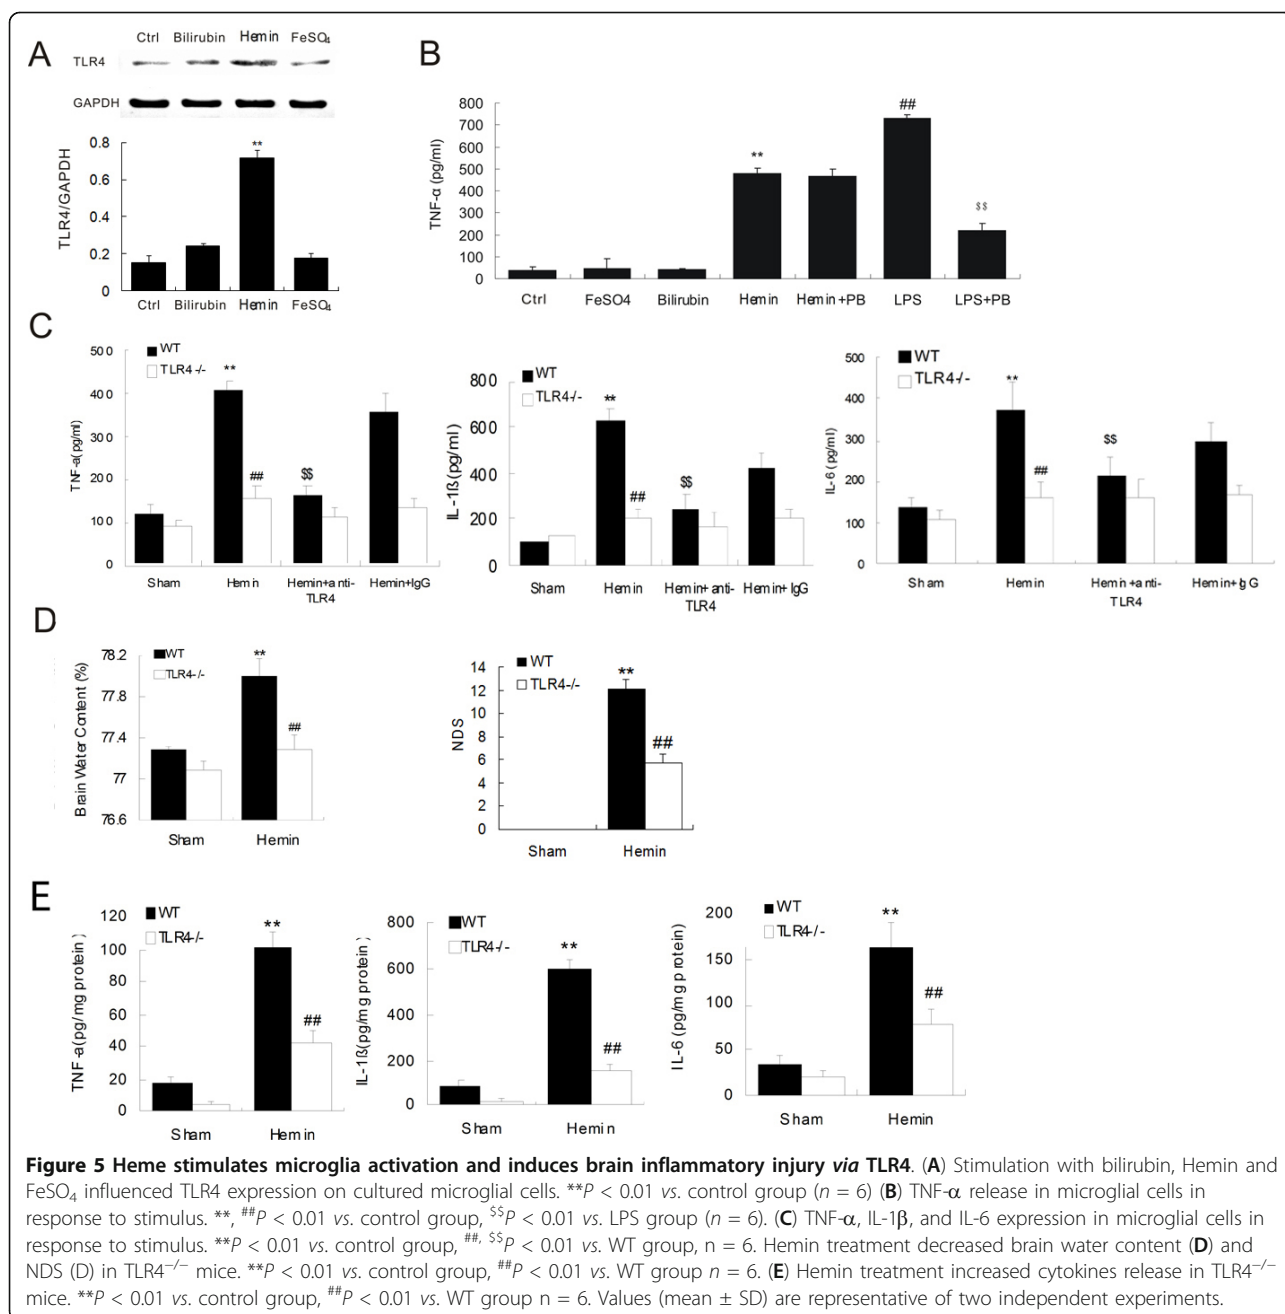 A
Ctrl Bilirubin Hemin FeSO4
TLR4
GAPDH
TLR4/GAPDH
0.8
0.6
0.4
0.2
0
**
Ctrl Bilirubin Hemin FeSO4
B
TNF-α (pg/ml)
800
700
600
500
400
300
200
100
0
**
##
$$
Ctrl FeSO4 Bilirubin Hemin Hemin+PB LPS LPS+PB
C
WT
TLR4-/-
TNF-a(pg/ml)
500
400
300
200
100
0
**
##
$$
Sham Hemin Hemin+anti- Hemin+IgG
TLR4
WT
TLR4-/-
IL-1ß(pg/ml)
800
600
400
200
0
**
##
$$
Sham Hemin Hemin+anti- Hemin+IgG
TLR4
WT
TLR4-/-
IL-6 (pg/ml)
500
400
300
200
100
0
**
##
$$
Sham Hemin Hemin+anti- Hemin+IgG
TLR4
D
WT
TLR4-/-
Brain Water Content (%)
78.2
77.8
77.4
77
76.6
**
##
Sham Hemin
WT
TLR4-/-
NDS
14
12
10
8
6
4
2
0
**
##
Sham Hemin
E
WT
TLR4-/-
TNF-a(pg/mg protein)
120
100
80
60
40
20
0
**
##
Sham Hemin
WT
TLR4-/-
IL-1ß(pg/mg protein)
800
600
400
200
0
**
##
Sham Hemin
WT
TLR4-/-
IL-6 (pg/mg protein)
200
150
100
50
0
**
##
Sham Hemin
Figure 5 Heme stimulates microglia activation and induces brain inflammatory injury via TLR4. (A) Stimulation with bilirubin, Hemin and
FeSO4 influenced TLR4 expression on cultured microglial cells. **P < 0.01 vs. control group (n = 6) (B) TNF-α release in microglial cells in
response to stimulus. **, ##P < 0.01 vs. control group, $$P < 0.01 vs. LPS group (n = 6). (C) TNF-α, IL-1β, and IL-6 expression in microglial cells in
response to stimulus. **P < 0.01 vs. control group, ##, $$P < 0.01 vs. WT group, n = 6. Hemin treatment decreased brain water content (D) and
NDS (D) in TLR4−/− mice. **P < 0.01 vs. control group, ##P < 0.01 vs. WT group n = 6. (E) Hemin treatment increased cytokines release in TLR4−/−
mice. **P < 0.01 vs. control group, ##P < 0.01 vs. WT group n = 6. Values (mean ± SD) are representative of two independent experiments.